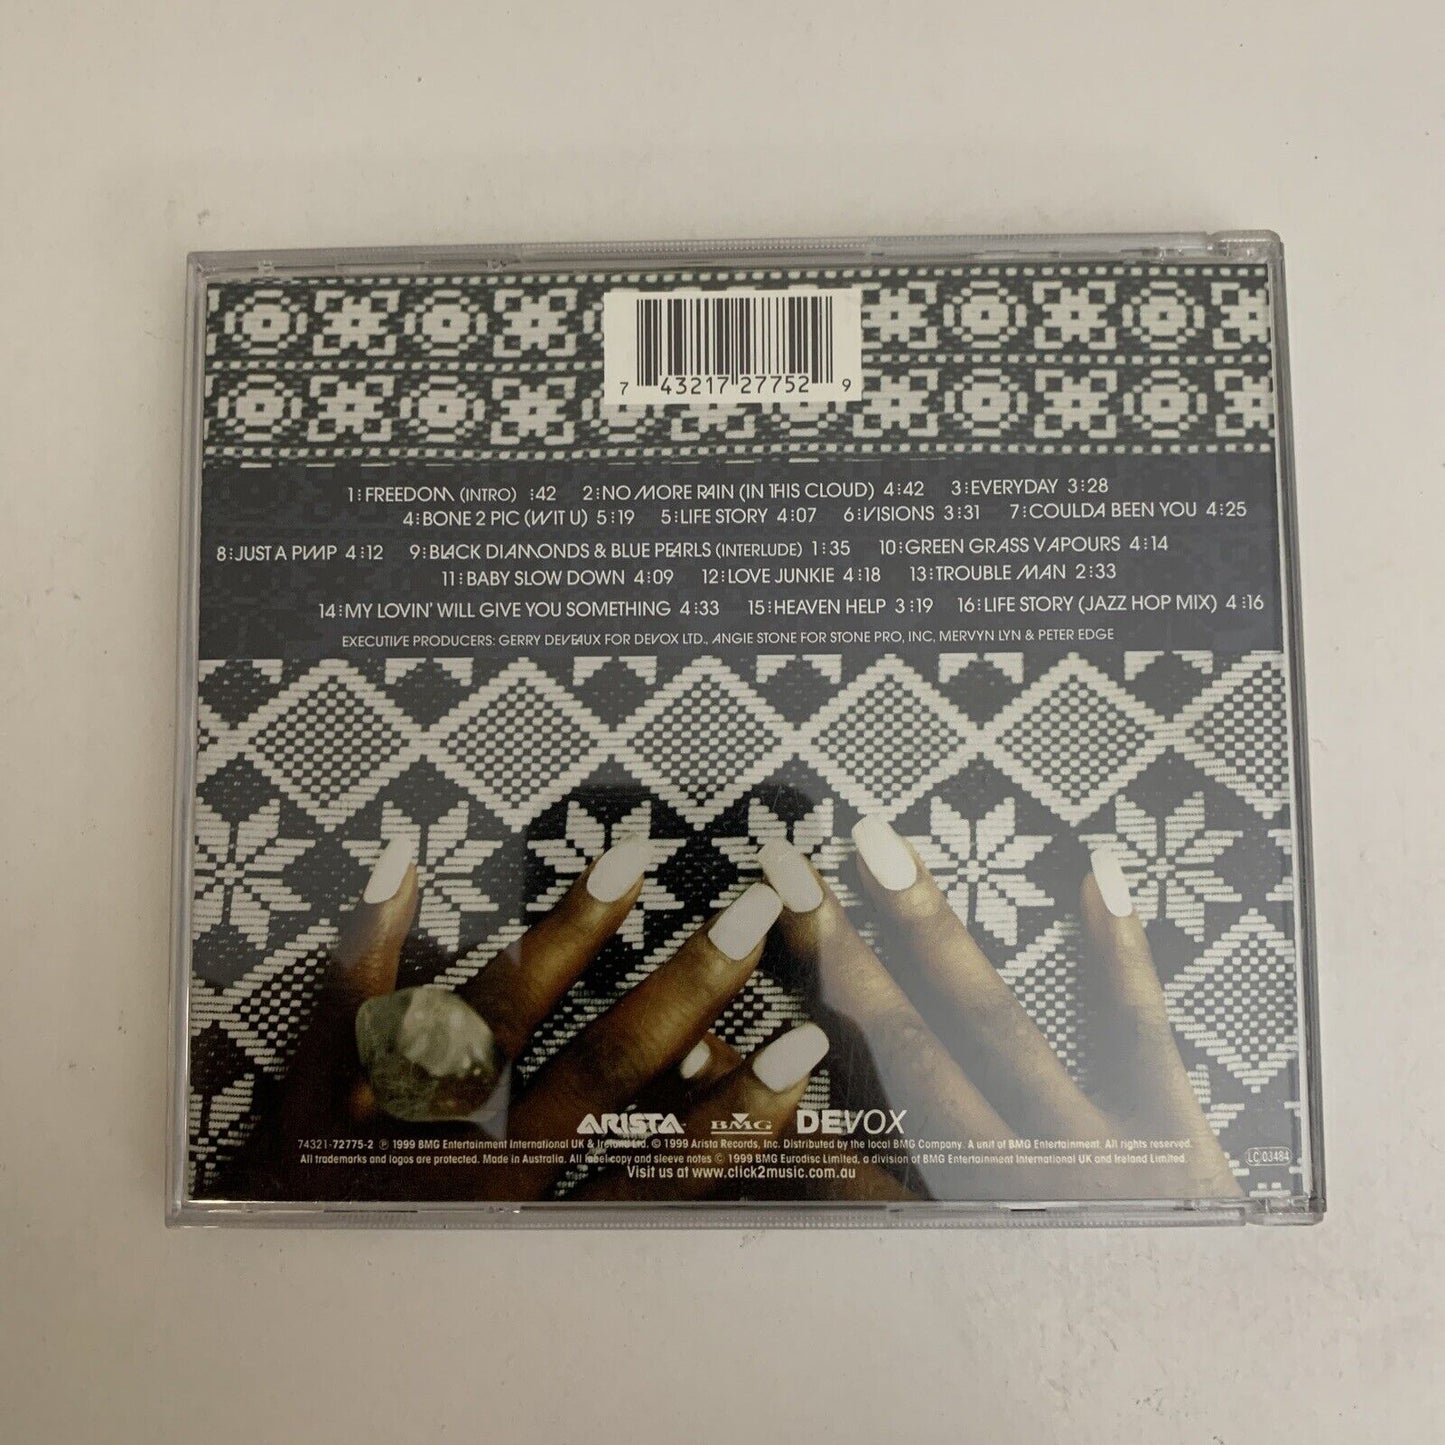 7 43217 27752 9
1:FREEDOM (INTRO) :42 2:NO MORE RAIN (IN THIS CLOUD) 4:42 3:EVERYDAY 3:28
4:BONE 2 PIC (WIT U) 5:19 5:LIFE STORY 4:07 6:VISIONS 3:31 7:COULDA BEEN YOU 4:25
8:JUST A PIMP 4:12 9:BLACK DIAMONDS & BLUE PEARLS (INTERLUDE) 1:35 10:GREEN GRASS VAPOURS 4:14
11:BABY SLOW DOWN 4:09 12:LOVE JUNKIE 4:18 13:TROUBLE MAN 2:33
14:MY LOVIN' WILL GIVE YOU SOMETHING 4:33 15:HEAVEN HELP 3:19 16:LIFE STORY (JAZZ HOP MIX) 4:16
EXECUTIVE PRODUCERS: GERRY DEVEAUX FOR DEVOX LTD., ANGIE STONE FOR STONE PRO, INC, MERVYN LYN & PETER EDGE
ARISTA BMG DEVOX
74321-72775-2 ℗ 1999 BMG Entertainment International UK & Ireland Ltd. © 1999 Arista Records, Inc. Distributed by the local BMG Company. A unit of BMG Entertainment. All rights reserved.
All trademarks and logos are protected. Made in Australia. All label copy and sleeve notes © 1999 BMG Eurodisc Limited, a division of BMG Entertainment International UK and Ireland Limited. LC 03484
Visit us at www.click2music.com.au